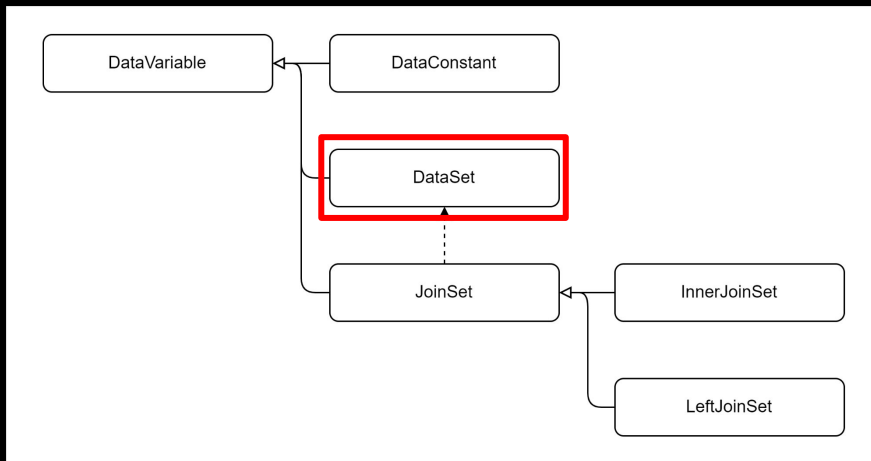 DataVariable
DataConstant
DataSet
JoinSet
InnerJoinSet
LeftJoinSet